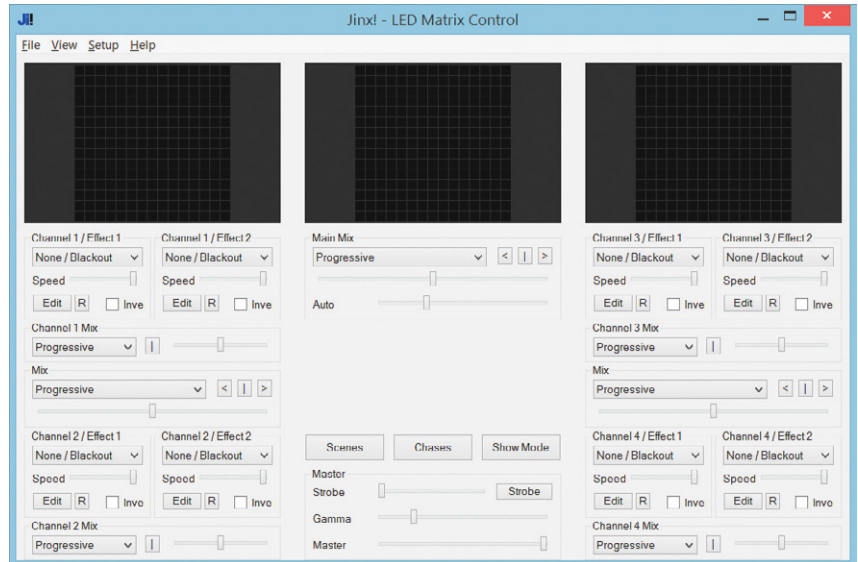 Ji!
Jinx! - LED Matrix Control
File View Setup Help
Channel 1 / Effect 1
Channel 1 / Effect 2
None / Blackout
None / Blackout
Speed
Speed
Edit R Inve
Edit R Inve
Channel 1 Mix
Progressive |
Mix
Progressive < | >
Channel 2 / Effect 1
Channel 2 / Effect 2
None / Blackout
None / Blackout
Speed
Speed
Edit R Inve
Edit R Inve
Channel 2 Mix
Progressive |
Main Mix
Progressive < | >
Auto
Scenes Chases Show Mode
Master
Strobe Strobe
Gamma
Master
Channel 3 / Effect 1
Channel 3 / Effect 2
None / Blackout
None / Blackout
Speed
Speed
Edit R Inve
Edit R Inve
Channel 3 Mix
Progressive |
Mix
Progressive < | >
Channel 4 / Effect 1
Channel 4 / Effect 2
None / Blackout
None / Blackout
Speed
Speed
Edit R Inve
Edit R Inve
Channel 4 Mix
Progressive |